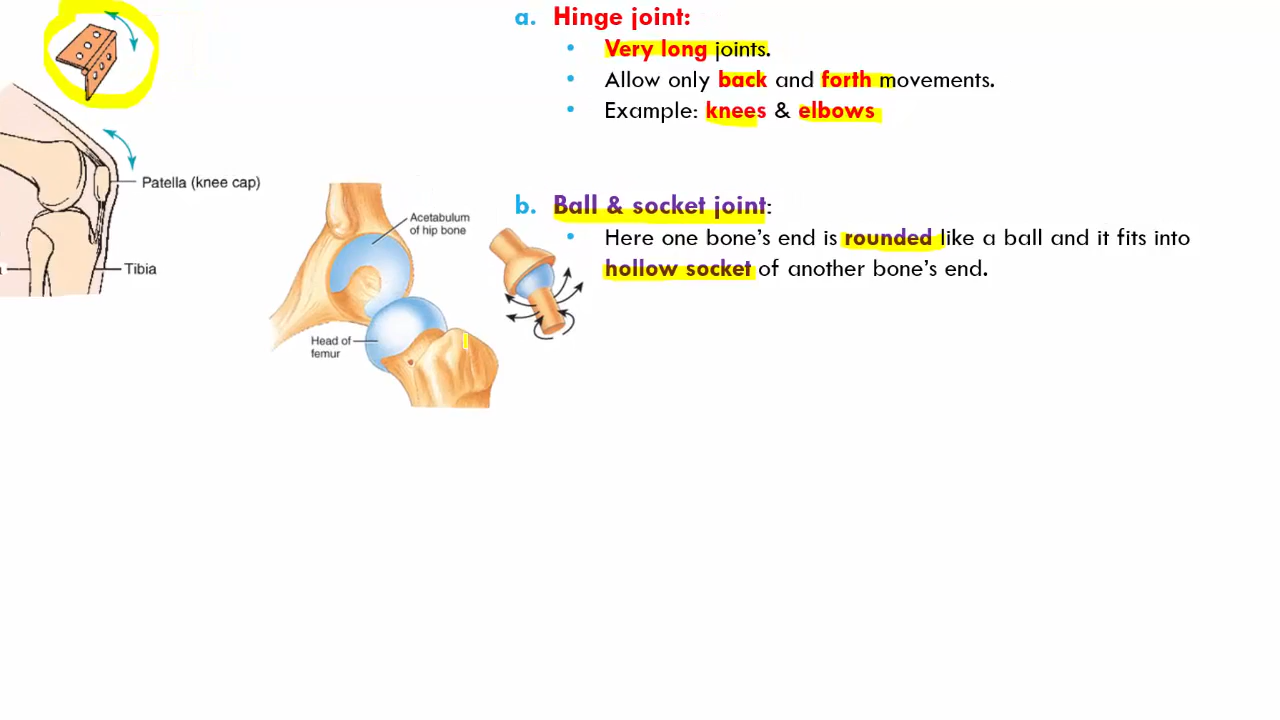 a. Hinge joint:
• Very long joints.
• Allow only back and forth movements.
• Example: knees & elbows
Patella (knee cap)
Tibia
b. Ball & socket joint:
• Here one bone's end is rounded like a ball and it fits into
hollow socket of another bone's end.
Acetabulum
of hip bone
Head of
femur